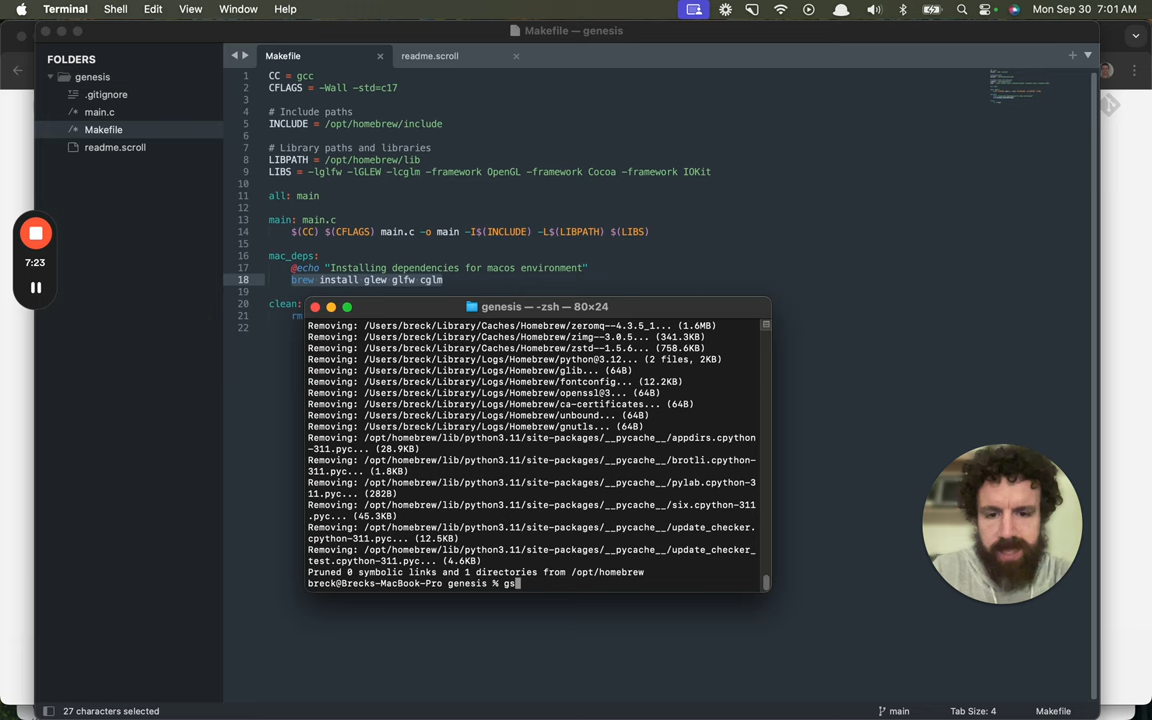 Terminal Shell Edit View Window Help Mon Sep 30 7:01 AM
Makefile — genesis
FOLDERS
genesis
.gitignore
main.c
Makefile
readme.scroll
7:23
Makefile
readme.scroll
1 CC = gcc
2 CFLAGS = -Wall -std=c17
3
4 # Include paths
5 INCLUDE = /opt/homebrew/include
6
7 # Library paths and libraries
8 LIBPATH = /opt/homebrew/lib
9 LIBS = -lglfw -lGLEW -lcglm -framework OpenGL -framework Cocoa -framework IOKit
10
11 all: main
12
13 main: main.c
14 $(CC) $(CFLAGS) main.c -o main -I$(INCLUDE) -L$(LIBPATH) $(LIBS)
15
16 mac_deps:
17 @echo "Installing dependencies for macos environment"
18 brew install glew glfw cglm
19
20 clean:
21 rm
22
genesis — -zsh — 80×24
Removing: /Users/breck/Library/Caches/Homebrew/zeromq--4.3.5_1... (1.6MB)
Removing: /Users/breck/Library/Caches/Homebrew/zimg--3.0.5... (341.3KB)
Removing: /Users/breck/Library/Caches/Homebrew/zstd--1.5.6... (758.6KB)
Removing: /Users/breck/Library/Logs/Homebrew/python@3.12... (2 files, 2KB)
Removing: /Users/breck/Library/Logs/Homebrew/glib... (64B)
Removing: /Users/breck/Library/Logs/Homebrew/fontconfig... (12.2KB)
Removing: /Users/breck/Library/Logs/Homebrew/openssl@3... (64B)
Removing: /Users/breck/Library/Logs/Homebrew/ca-certificates... (64B)
Removing: /Users/breck/Library/Logs/Homebrew/unbound... (64B)
Removing: /Users/breck/Library/Logs/Homebrew/gnutls... (64B)
Removing: /opt/homebrew/lib/python3.11/site-packages/__pycache__/appdirs.cpython
-311.pyc... (28.9KB)
Removing: /opt/homebrew/lib/python3.11/site-packages/__pycache__/brotli.cpython-
311.pyc... (1.8KB)
Removing: /opt/homebrew/lib/python3.11/site-packages/__pycache__/pylab.cpython-3
11.pyc... (282B)
Removing: /opt/homebrew/lib/python3.11/site-packages/__pycache__/six.cpython-311
.pyc... (45.3KB)
Removing: /opt/homebrew/lib/python3.11/site-packages/__pycache__/update_checker.
cpython-311.pyc... (12.5KB)
Removing: /opt/homebrew/lib/python3.11/site-packages/__pycache__/update_checker_
test.cpython-311.pyc... (4.6KB)
Pruned 0 symbolic links and 1 directories from /opt/homebrew
breck@Brecks-MacBook-Pro genesis % gs
27 characters selected
main
Tab Size: 4
Makefile